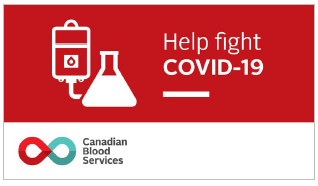 Help fight
COVID-19
Canadian
Blood
Services